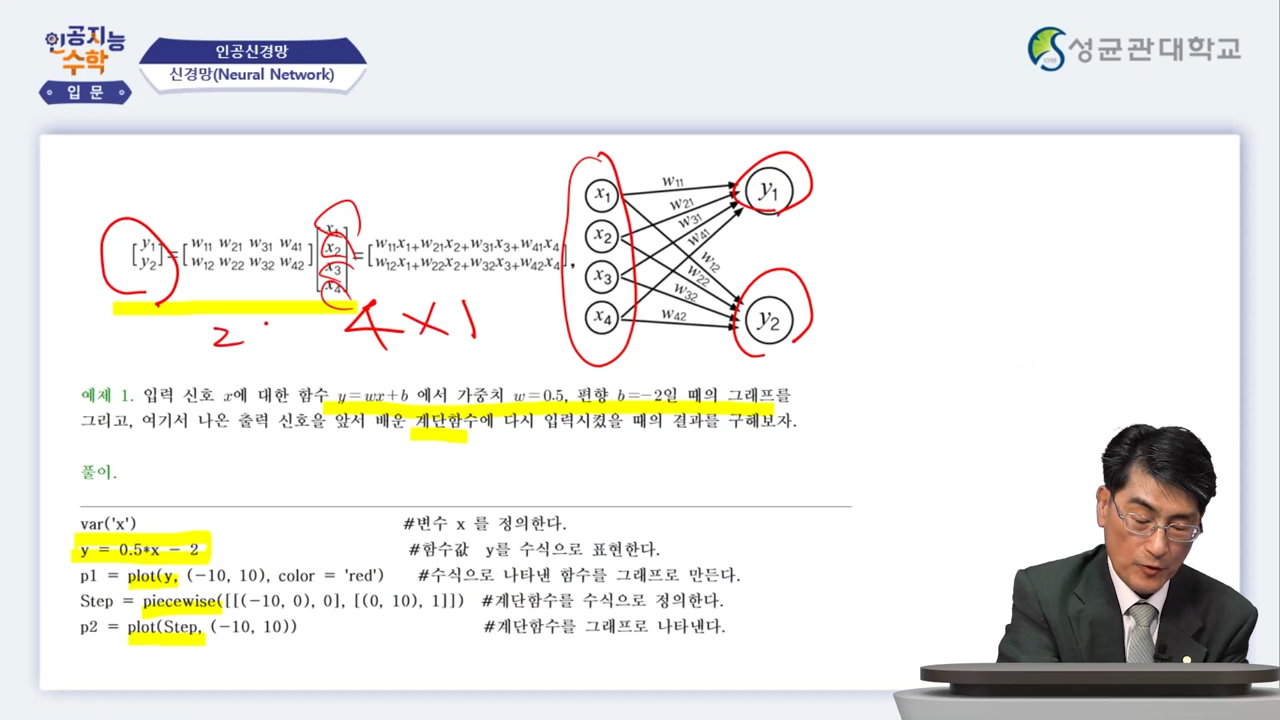 인공지능
수학
입문
인공신경망
신경망(Neural Network)
성균관대학교
[y₁ y₂] = [w₁₁ w₂₁ w₃₁ w₄₁
w₁₂ w₂₂ w₃₂ w₄₂] [x₁ x₂ x₃ x₄] = [w₁₁x₁+w₂₁x₂+w₃₁x₃+w₄₁x₄
w₁₂x₁+w₂₂x₂+w₃₂x₃+w₄₂x₄],
2 · 4×1
x₁
x₂
x₃
x₄
w₁₁
w₂₁
w₃₁
w₄₁
w₁₂
w₂₂
w₃₂
w₄₂
y₁
y₂
예제 1. 입력 신호 x에 대한 함수 y=wx+b 에서 가중치 w=0.5, 편향 b=−2일 때의 그래프를
그리고, 여기서 나온 출력 신호을 앞서 배운 계단함수에 다시 입력시켰을 때의 결과를 구해보자.
풀이.
var('x') #변수 x 를 정의한다.
y = 0.5*x − 2 #함수값 y를 수식으로 표현한다.
p1 = plot(y, (−10, 10), color = 'red') #수식으로 나타낸 함수를 그래프로 만든다.
Step = piecewise([[(−10, 0), 0], [(0, 10), 1]]) #계단함수를 수식으로 정의한다.
p2 = plot(Step, (−10, 10)) #계단함수를 그래프로 나타낸다.